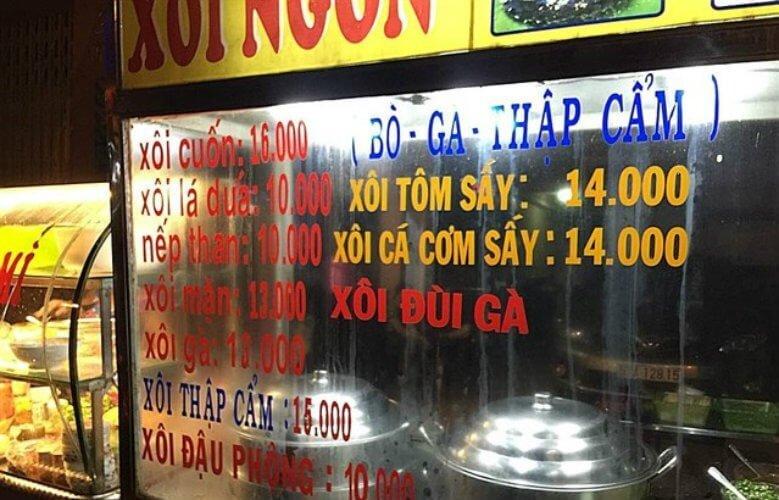 XÔI NGON
xôi cuốn: 16.000
( BÒ - GA - THẬP CẨM )
xôi lá dứa: 10.000
XÔI TÔM SẤY: 14.000
nếp than: 10.000
XÔI CÁ CƠM SẤY: 14.000
xôi mặn: 13.000
XÔI ĐÙI GÀ
xôi gà: 13.000
XÔI THẬP CẨM : 15.000
XÔI ĐẬU PHỘNG : 10.000